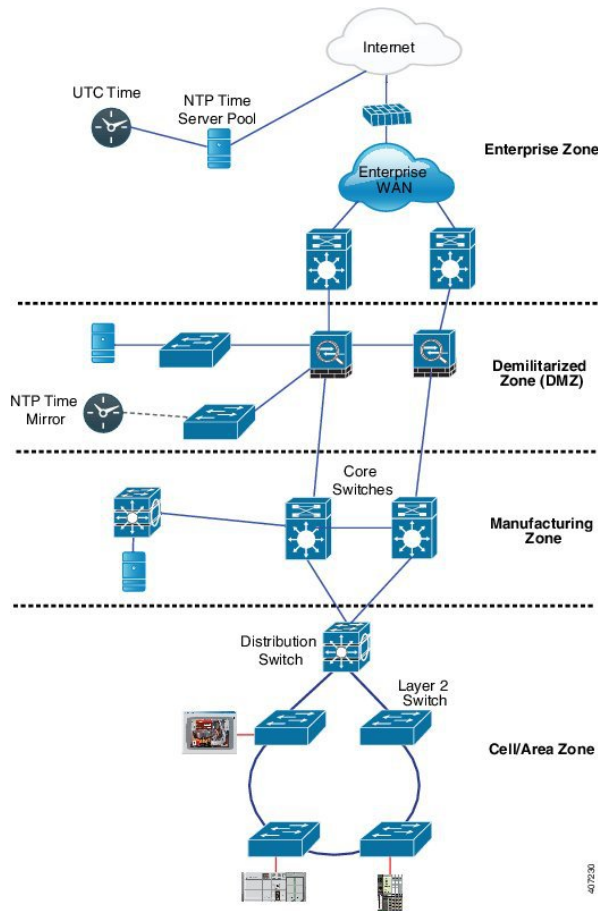 Internet
UTC Time
NTP Time
Server Pool
Enterprise Zone
Enterprise
WAN
Demilitarized
Zone (DMZ)
NTP Time
Mirror
Core
Switches
Manufacturing
Zone
Distribution
Switch
Layer 2
Switch
Cell/Area Zone
407230